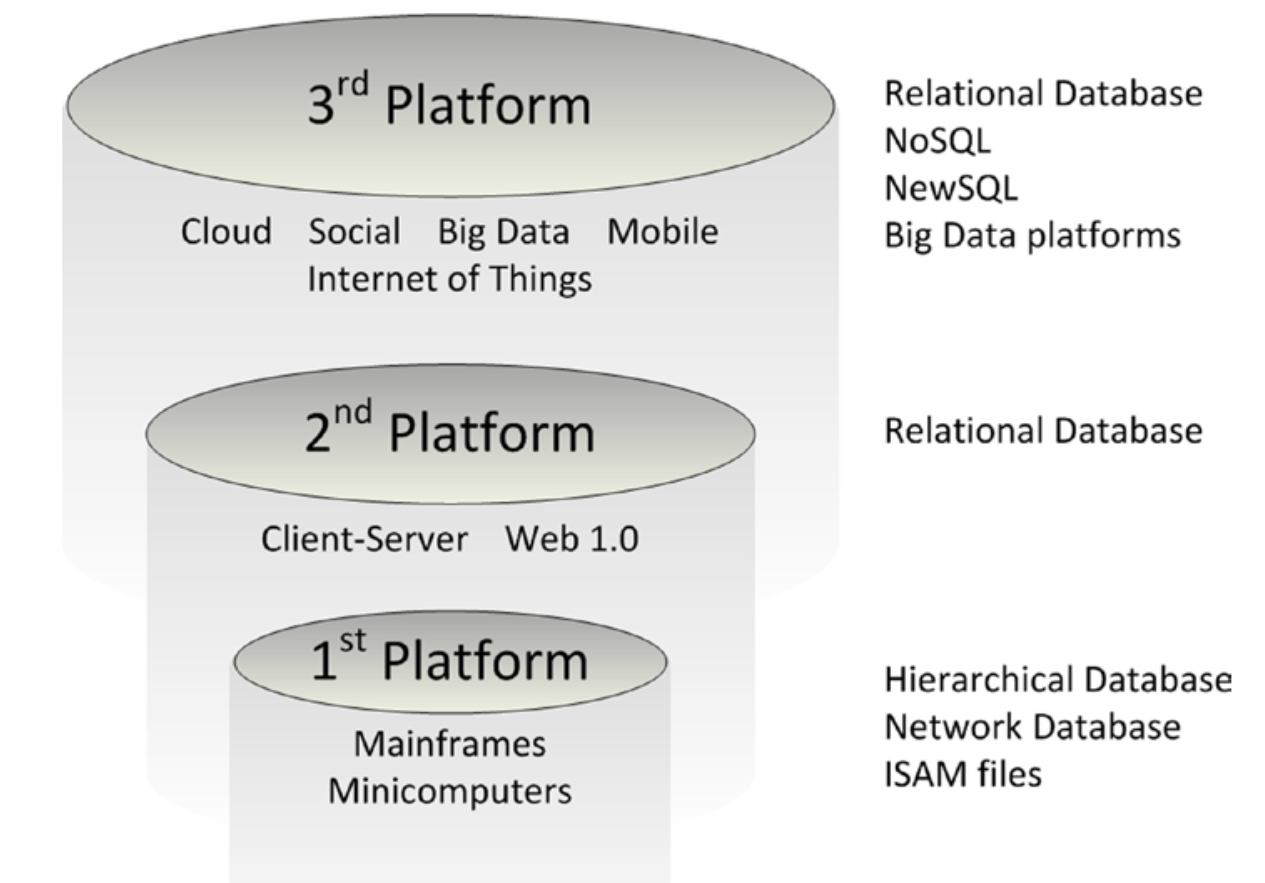 3rd Platform
Cloud Social Big Data Mobile
Internet of Things
Relational Database
NoSQL
NewSQL
Big Data platforms
2nd Platform
Client-Server Web 1.0
Relational Database
1st Platform
Mainframes
Minicomputers
Hierarchical Database
Network Database
ISAM files